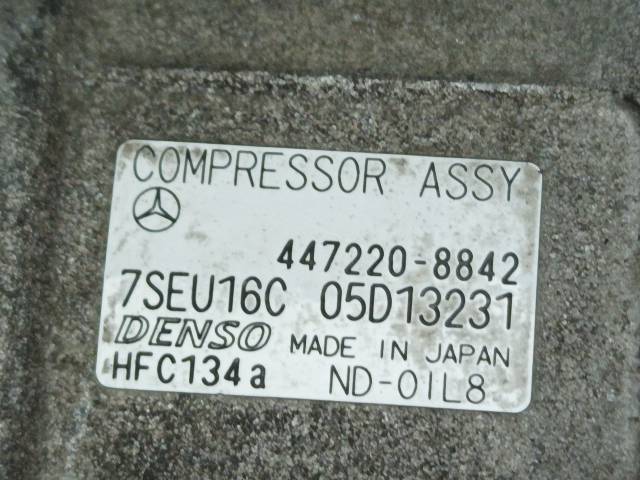 COMPRESSOR ASSY
447220-8842
7SEU16C 05D13231
DENSO MADE IN JAPAN
HFC134a ND-OIL8